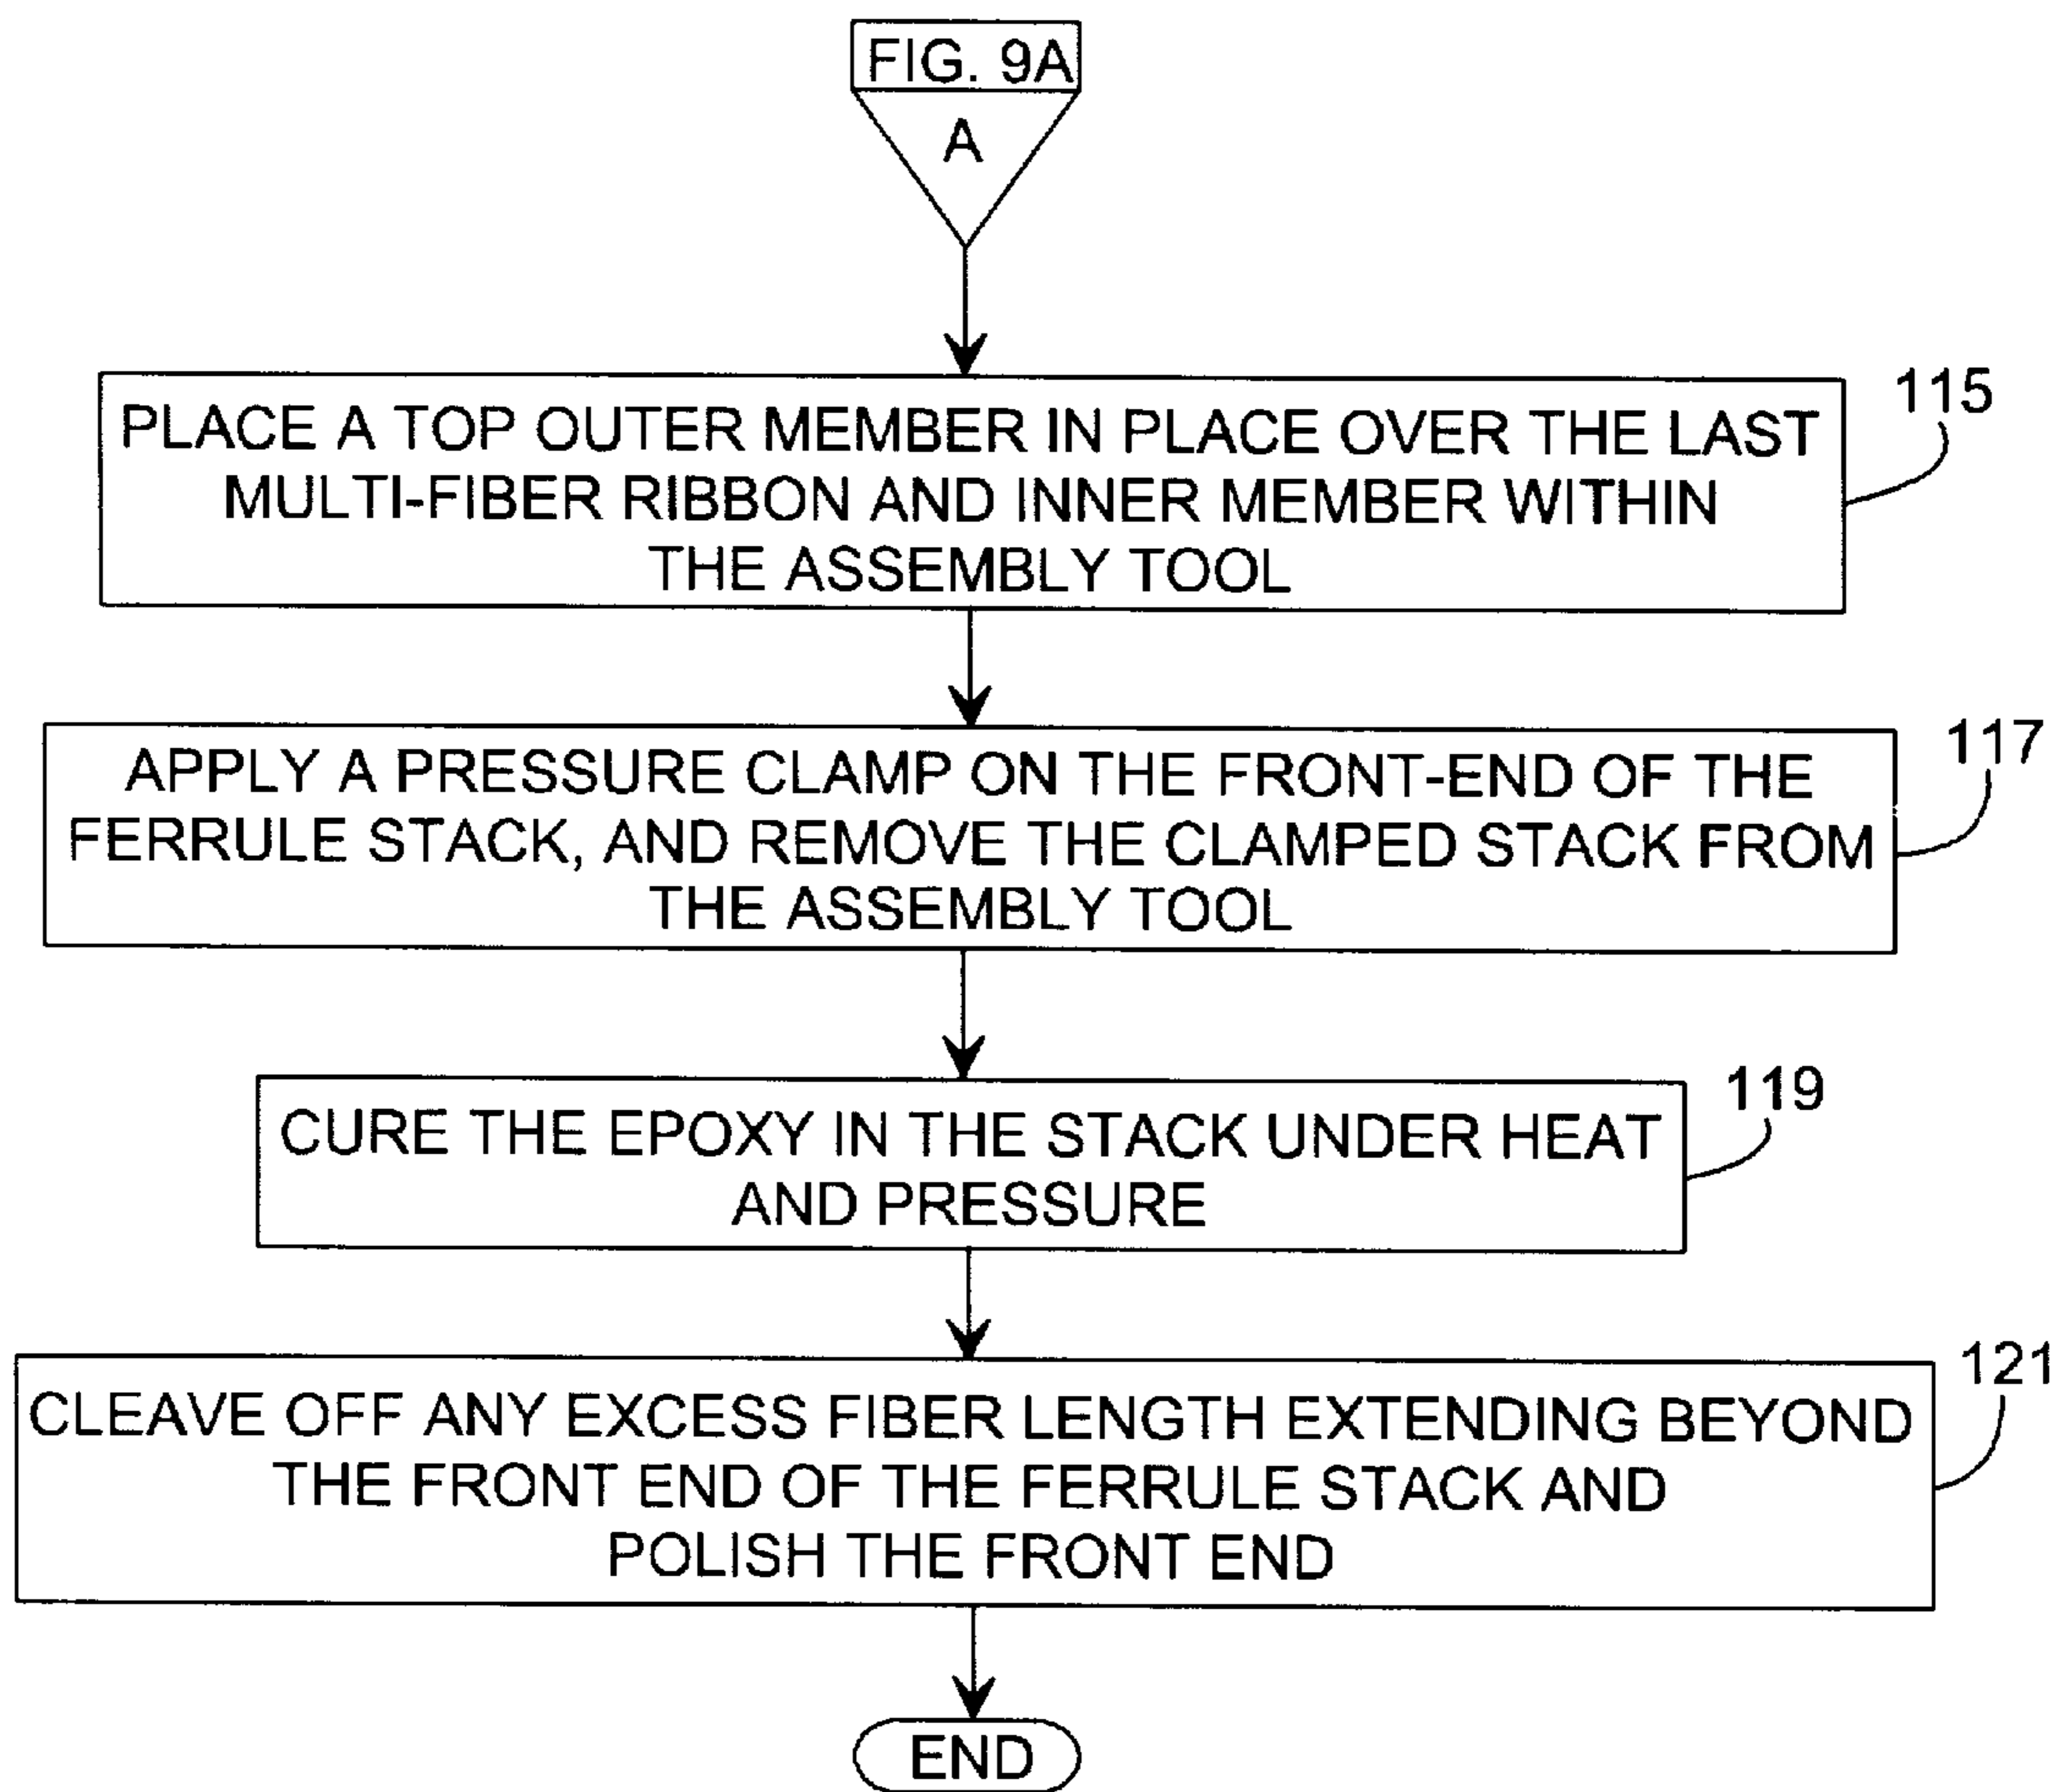 FIG. 9A
A
PLACE A TOP OUTER MEMBER IN PLACE OVER THE LAST
MULTI-FIBER RIBBON AND INNER MEMBER WITHIN
THE ASSEMBLY TOOL
115
APPLY A PRESSURE CLAMP ON THE FRONT-END OF THE
FERRULE STACK, AND REMOVE THE CLAMPED STACK FROM
THE ASSEMBLY TOOL
117
CURE THE EPOXY IN THE STACK UNDER HEAT
AND PRESSURE
119
CLEAVE OFF ANY EXCESS FIBER LENGTH EXTENDING BEYOND
THE FRONT END OF THE FERRULE STACK AND
POLISH THE FRONT END
121
END